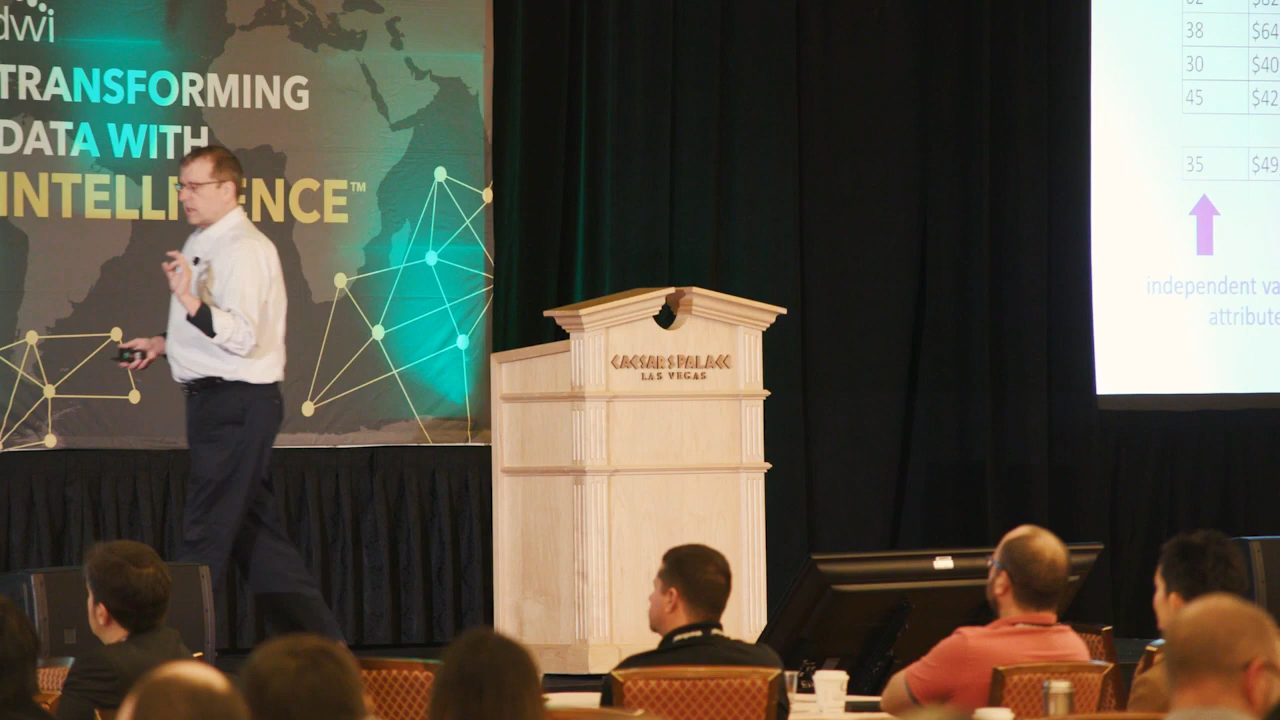 dwi
TRANSFORMING
DATA WITH
INTELLIGENCE™
CAESARS PALACE
LAS VEGAS
38 $64
30 $40
45 $42
35 $49
independent va
attribute